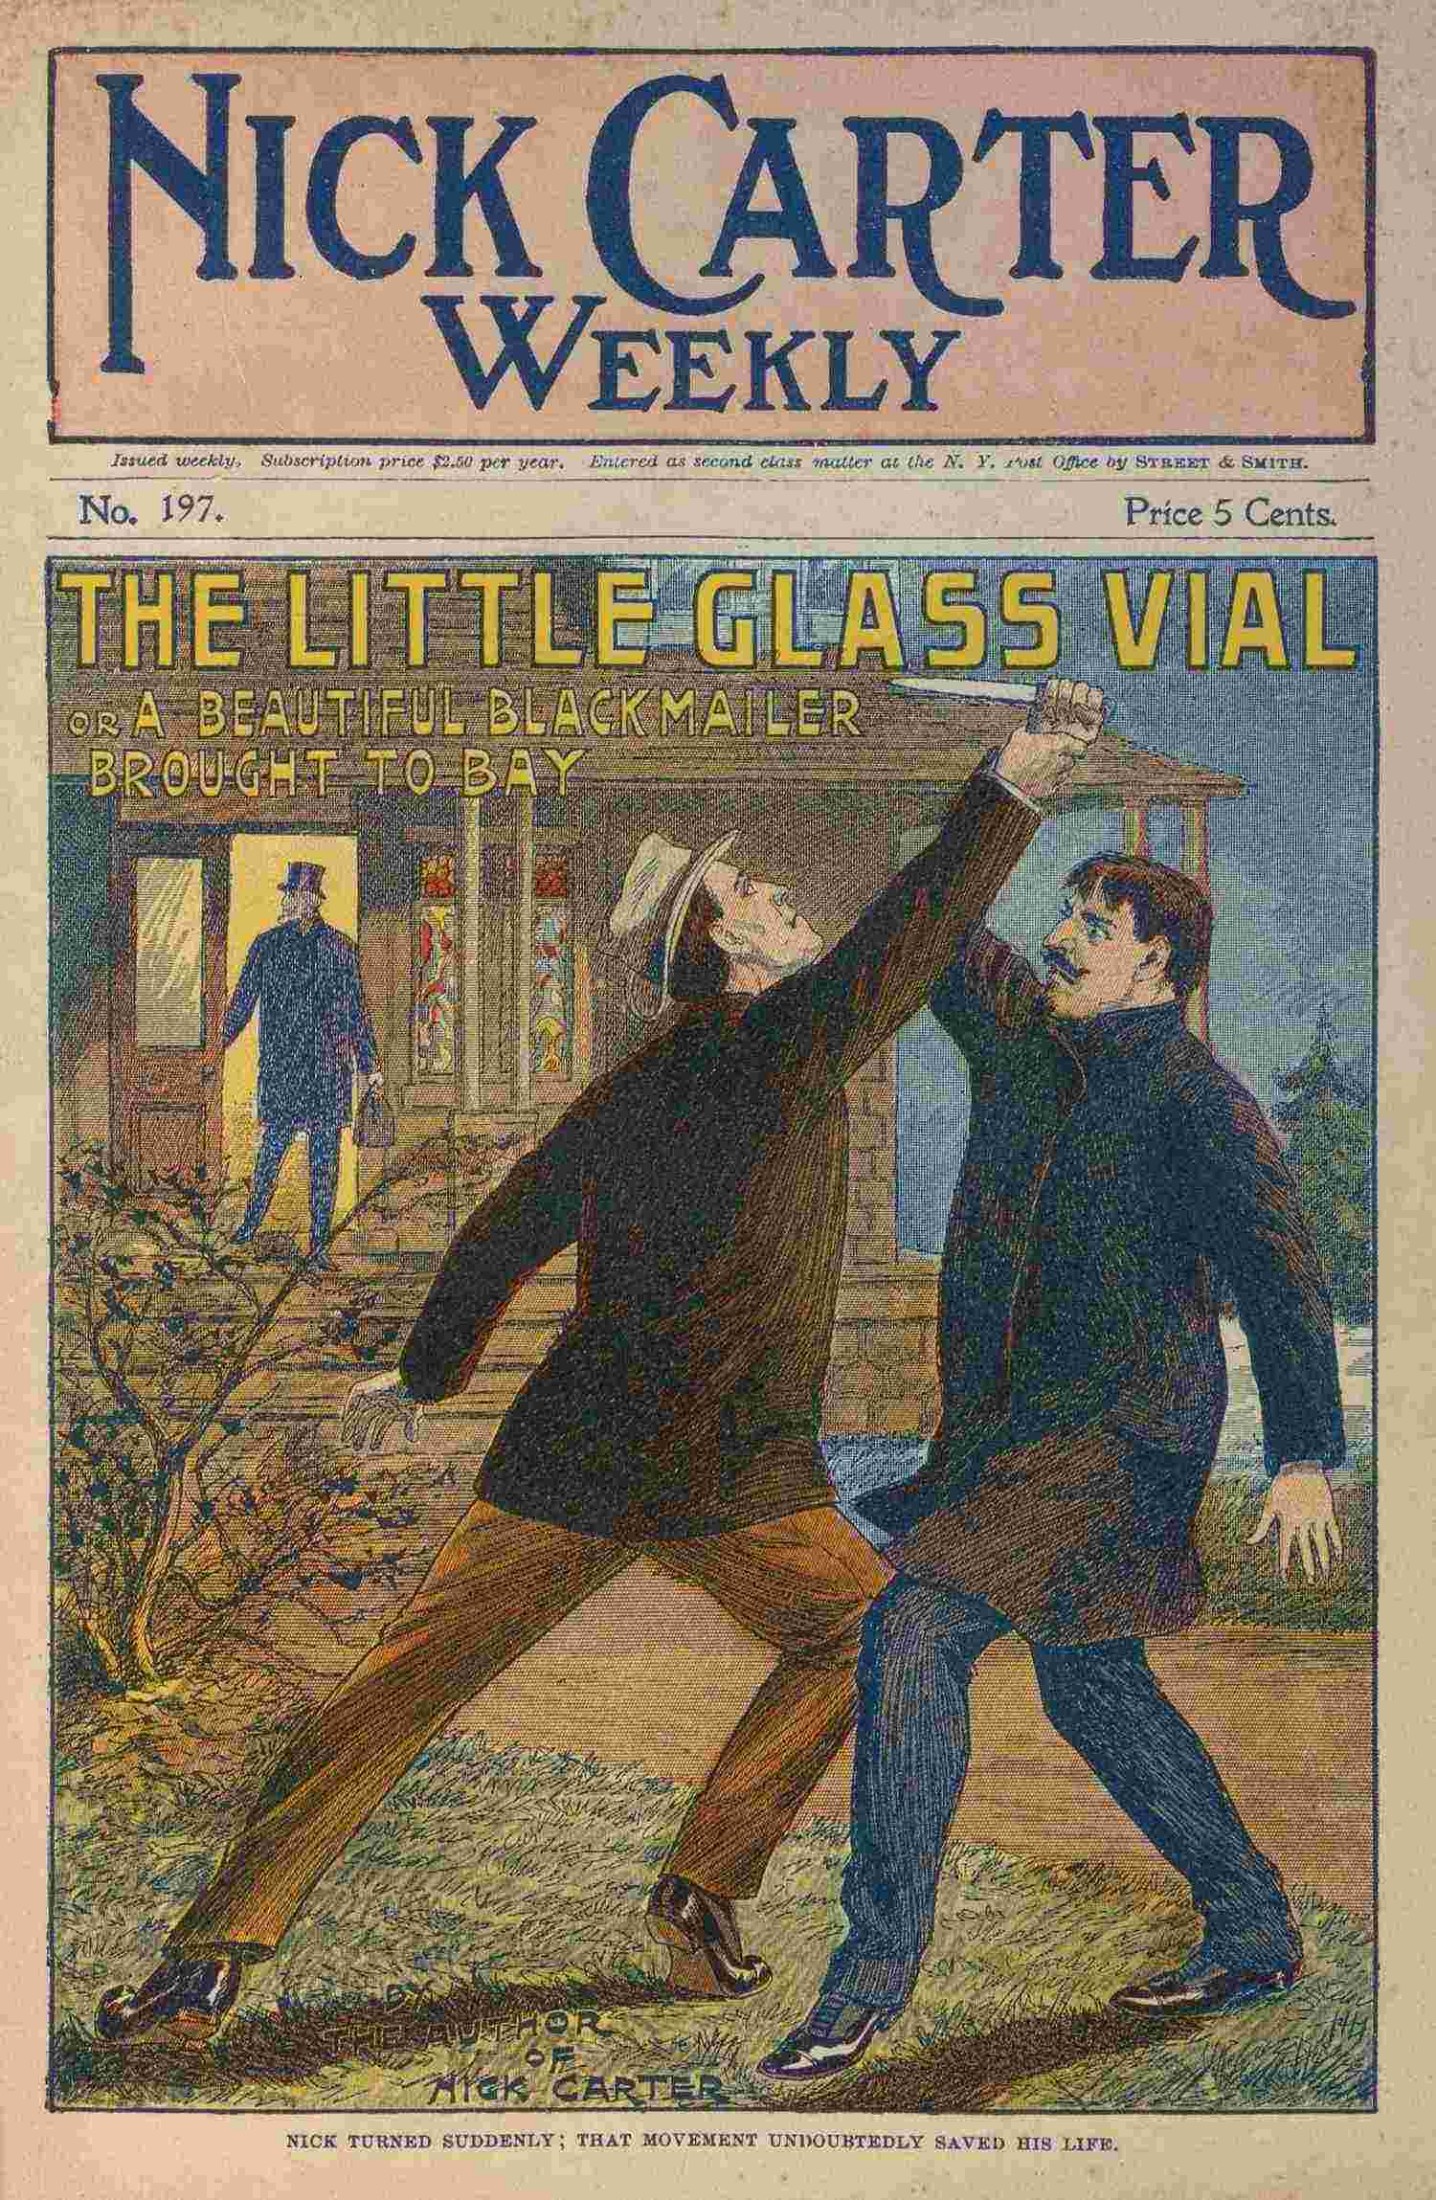 NICK CARTER
WEEKLY
Issued weekly. Subscription price $2.50 per year. Entered as second class matter at the N. Y. Post Office by STREET & SMITH.
No. 197.
Price 5 Cents.
THE LITTLE GLASS VIAL
OR A BEAUTIFUL BLACKMAILER
BROUGHT TO BAY
BY
THE AUTHOR
OF
NICK CARTER
NICK TURNED SUDDENLY; THAT MOVEMENT UNDOUBTEDLY SAVED HIS LIFE.